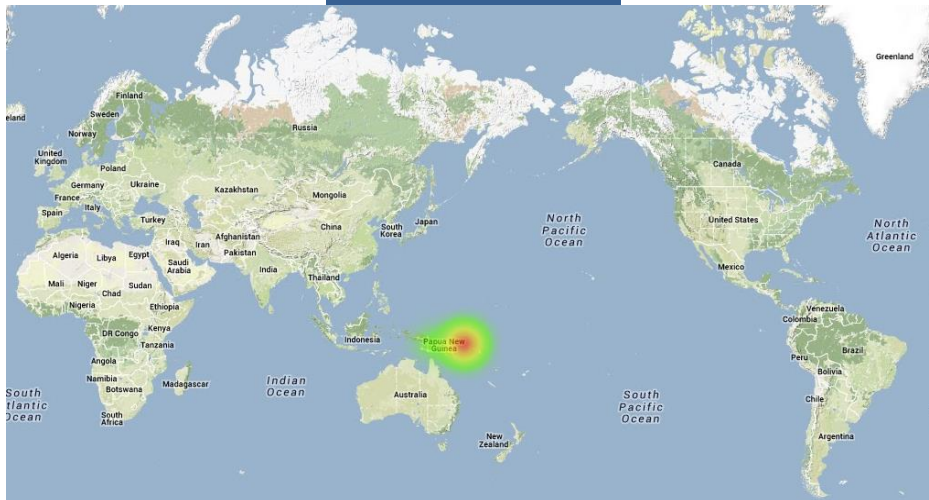 Greenland
eland
Finland
Sweden
Norway
Russia
United
Kingdom
Poland
Germany
Ukraine
France
Italy
Spain
Turkey
Kazakhstan
Mongolia
China
South
Korea
Japan
Iraq
Iran
Afghanistan
Pakistan
Algeria
Libya
Egypt
Saudi
Arabia
India
Thailand
Mali
Niger
Chad
Sudan
Nigeria
Ethiopia
DR Congo
Kenya
Tanzania
Angola
Namibia
Botswana
Madagascar
South
Africa
South
tlantic
Ocean
Indian
Ocean
Indonesia
Papua New
Guinea
Australia
New
Zealand
North
Pacific
Ocean
South
Pacific
Ocean
Canada
United States
Mexico
North
Atlantic
Ocean
Venezuela
Colombia
Peru
Brazil
Bolivia
Chile
Argentina